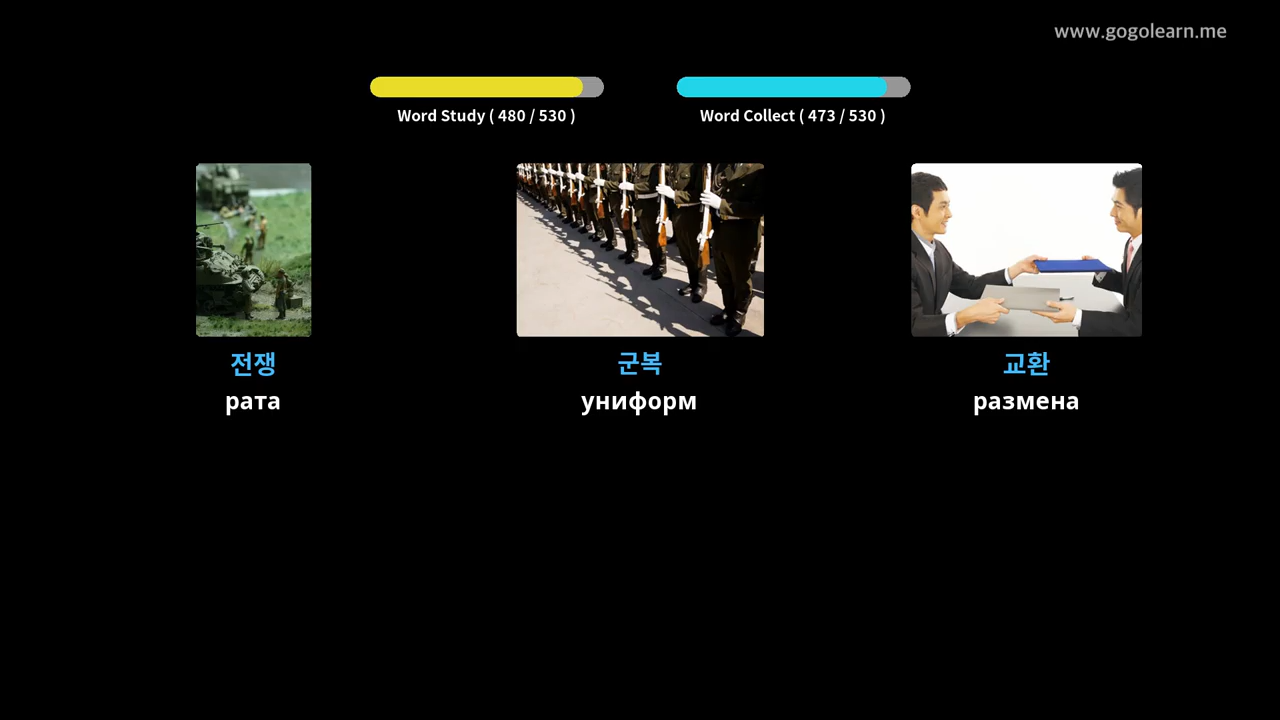 www.gogolearn.me
Word Study ( 480 / 530 )
Word Collect ( 473 / 530 )
전쟁
рата
군복
униформ
교환
размена